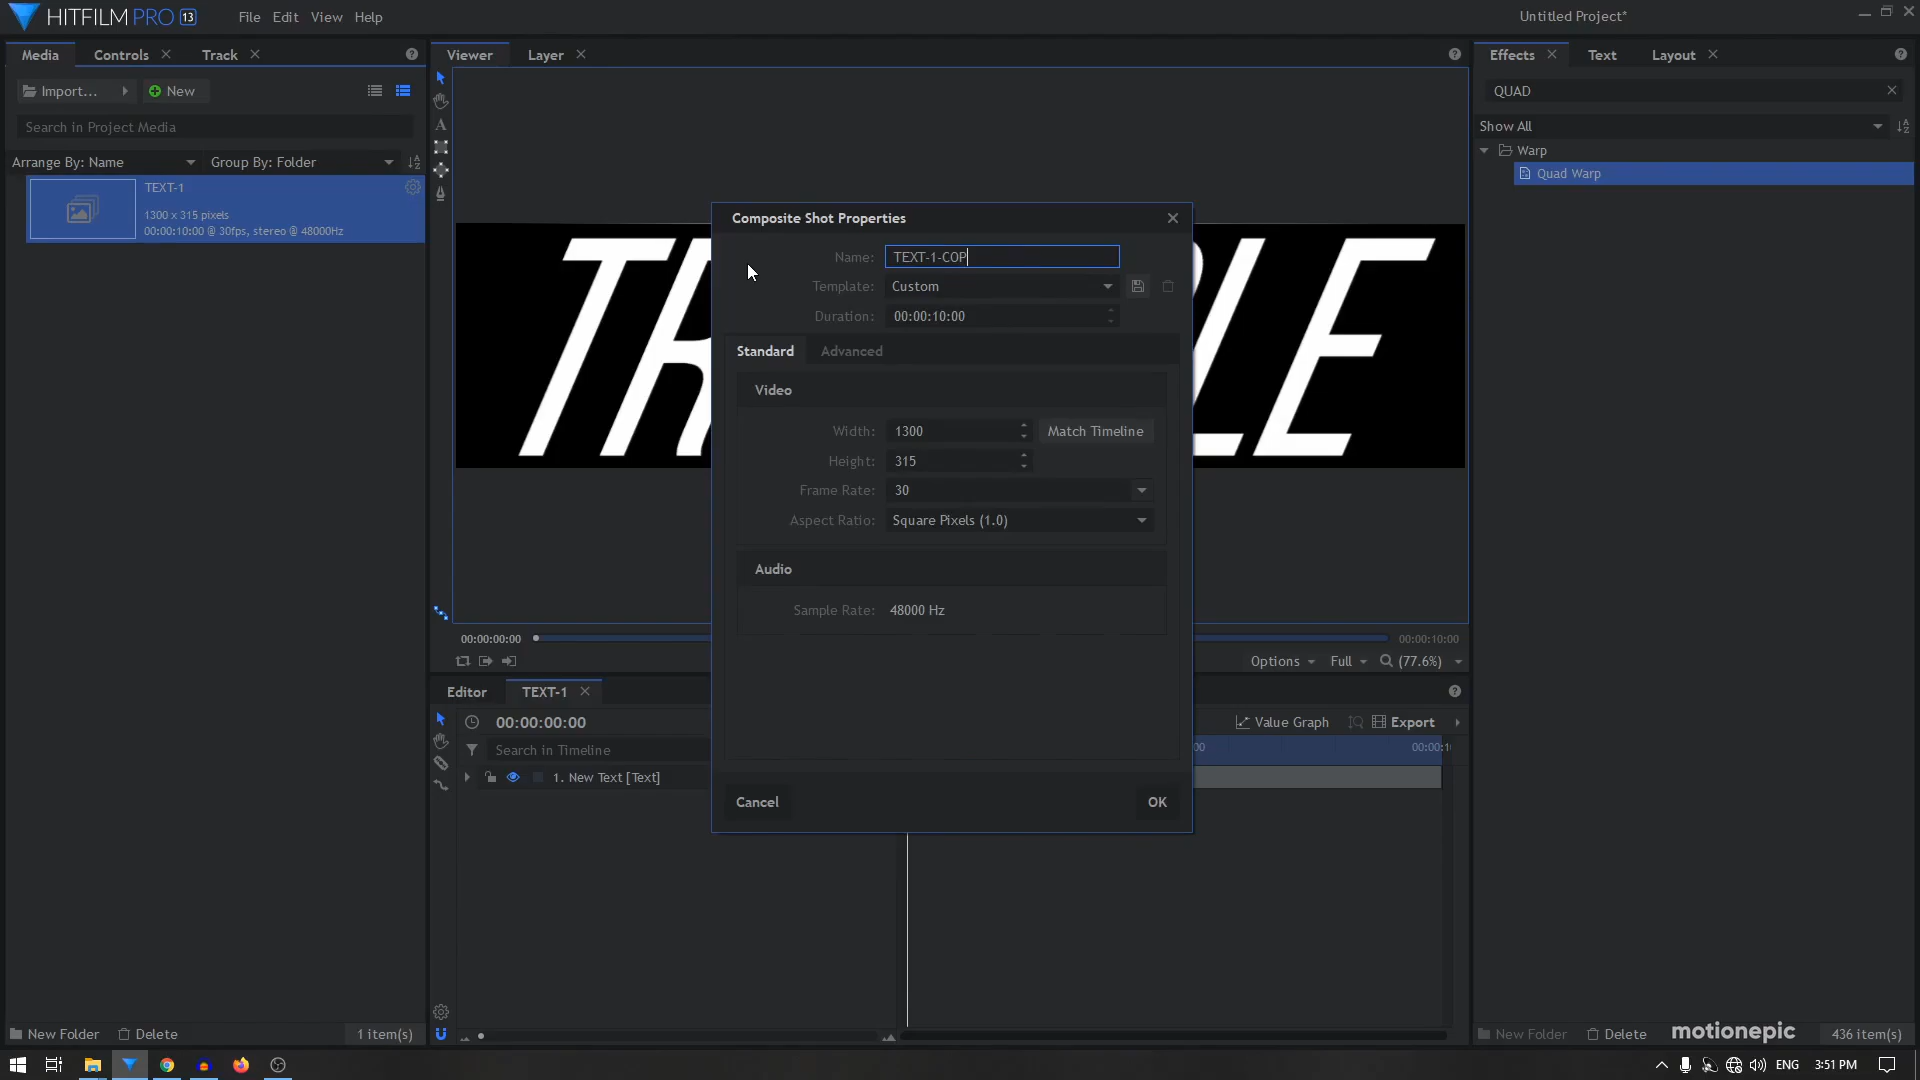 HITFILM PRO 13
File Edit View Help
Untitled Project*
Media Controls Track
Viewer Layer
Effects Text Layout
Import... New
QUAD
Search in Project Media
Show All
Arrange By: Name Group By: Folder
Warp
Quad Warp
TEXT-1
1300 x 315 pixels
00:00:10:00 @ 30fps, stereo @ 48000Hz
Composite Shot Properties
Name: TEXT-1-COP
Template: Custom
Duration: 00:00:10:00
Standard Advanced
Video
Width: 1300 Match Timeline
Height: 315
Frame Rate: 30
Aspect Ratio: Square Pixels (1.0)
Audio
Sample Rate: 48000 Hz
Cancel OK
00:00:00:00 00:00:10:00
Options Full (77.6%)
Editor TEXT-1
00:00:00:00 Value Graph Export
Search in Timeline
1. New Text [Text]
New Folder Delete 1 item(s)
New Folder Delete motionepic 436 item(s)
ENG 3:51 PM